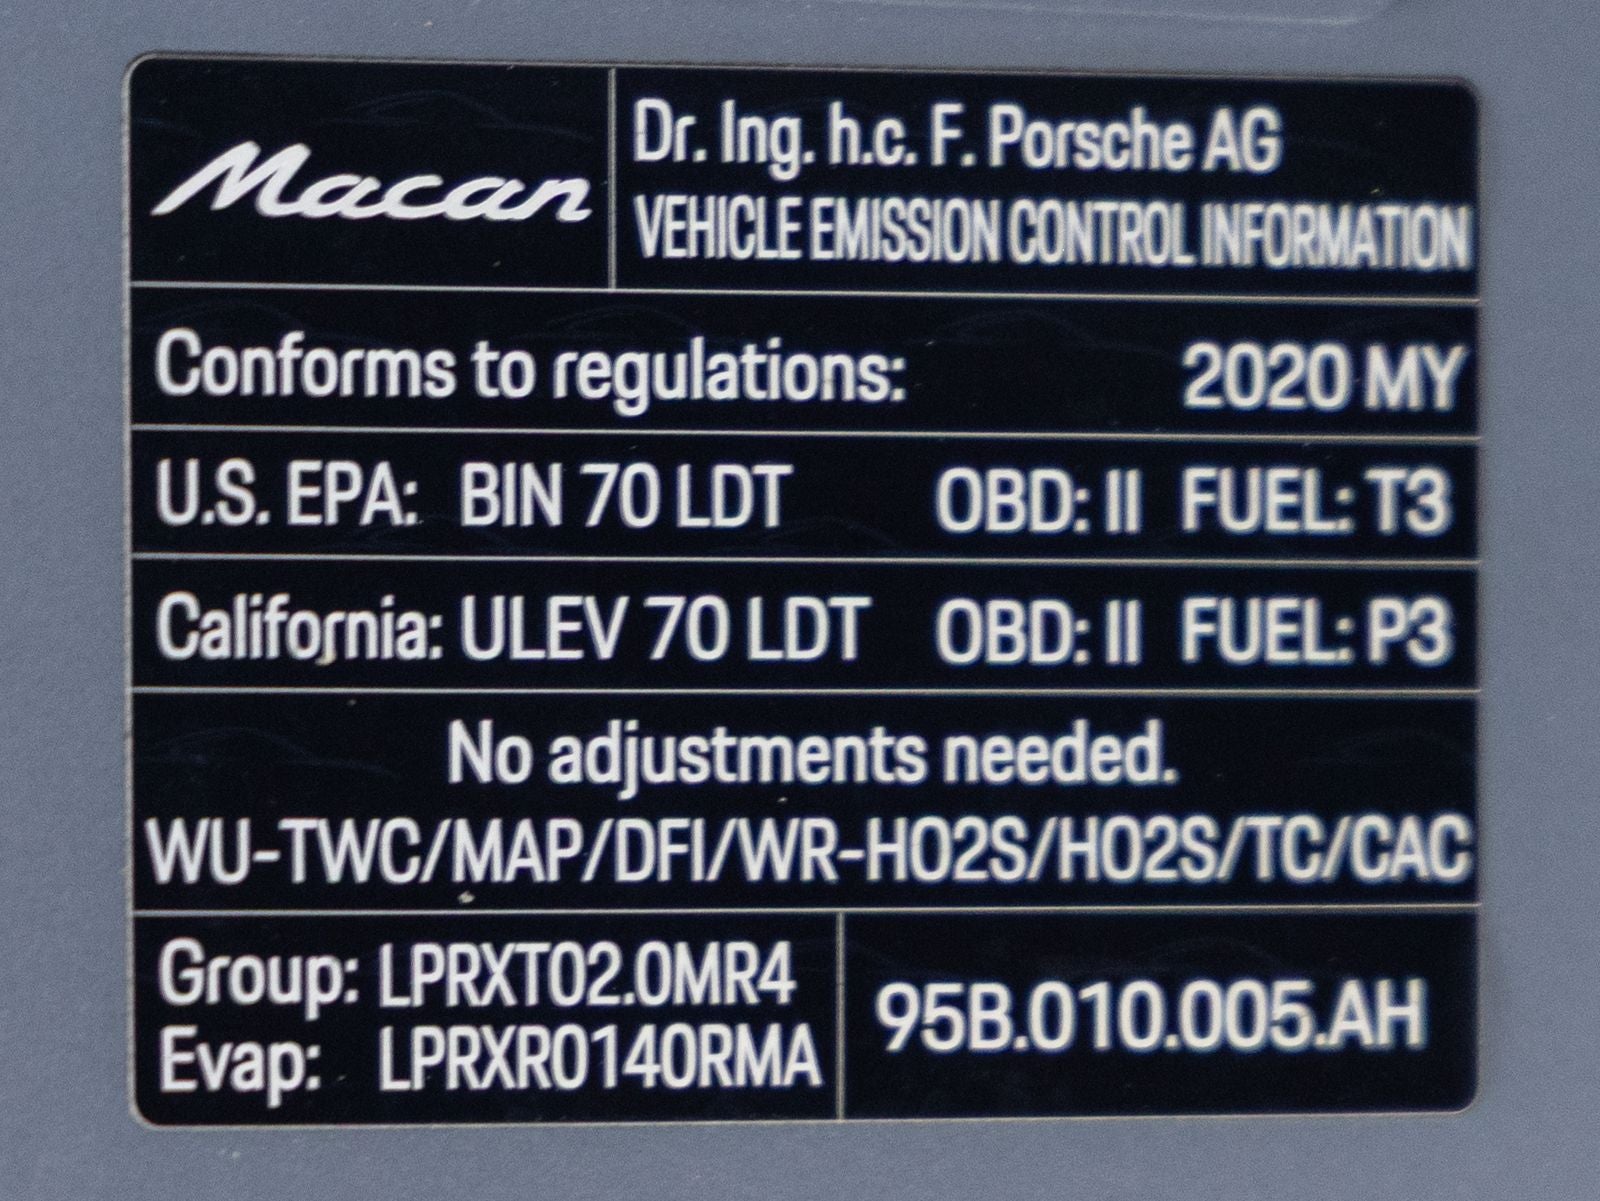 Macan
Dr. Ing. h.c. F. Porsche AG
VEHICLE EMISSION CONTROL INFORMATION
Conforms to regulations: 2020 MY
U.S. EPA: BIN 70 LDT OBD: II FUEL: T3
California: ULEV 70 LDT OBD: II FUEL: P3
No adjustments needed.
WU-TWC/MAP/DFI/WR-HO2S/HO2S/TC/CAC
Group: LPRXT02.0MR4
Evap: LPRXR0140RMA
95B.010.005.AH